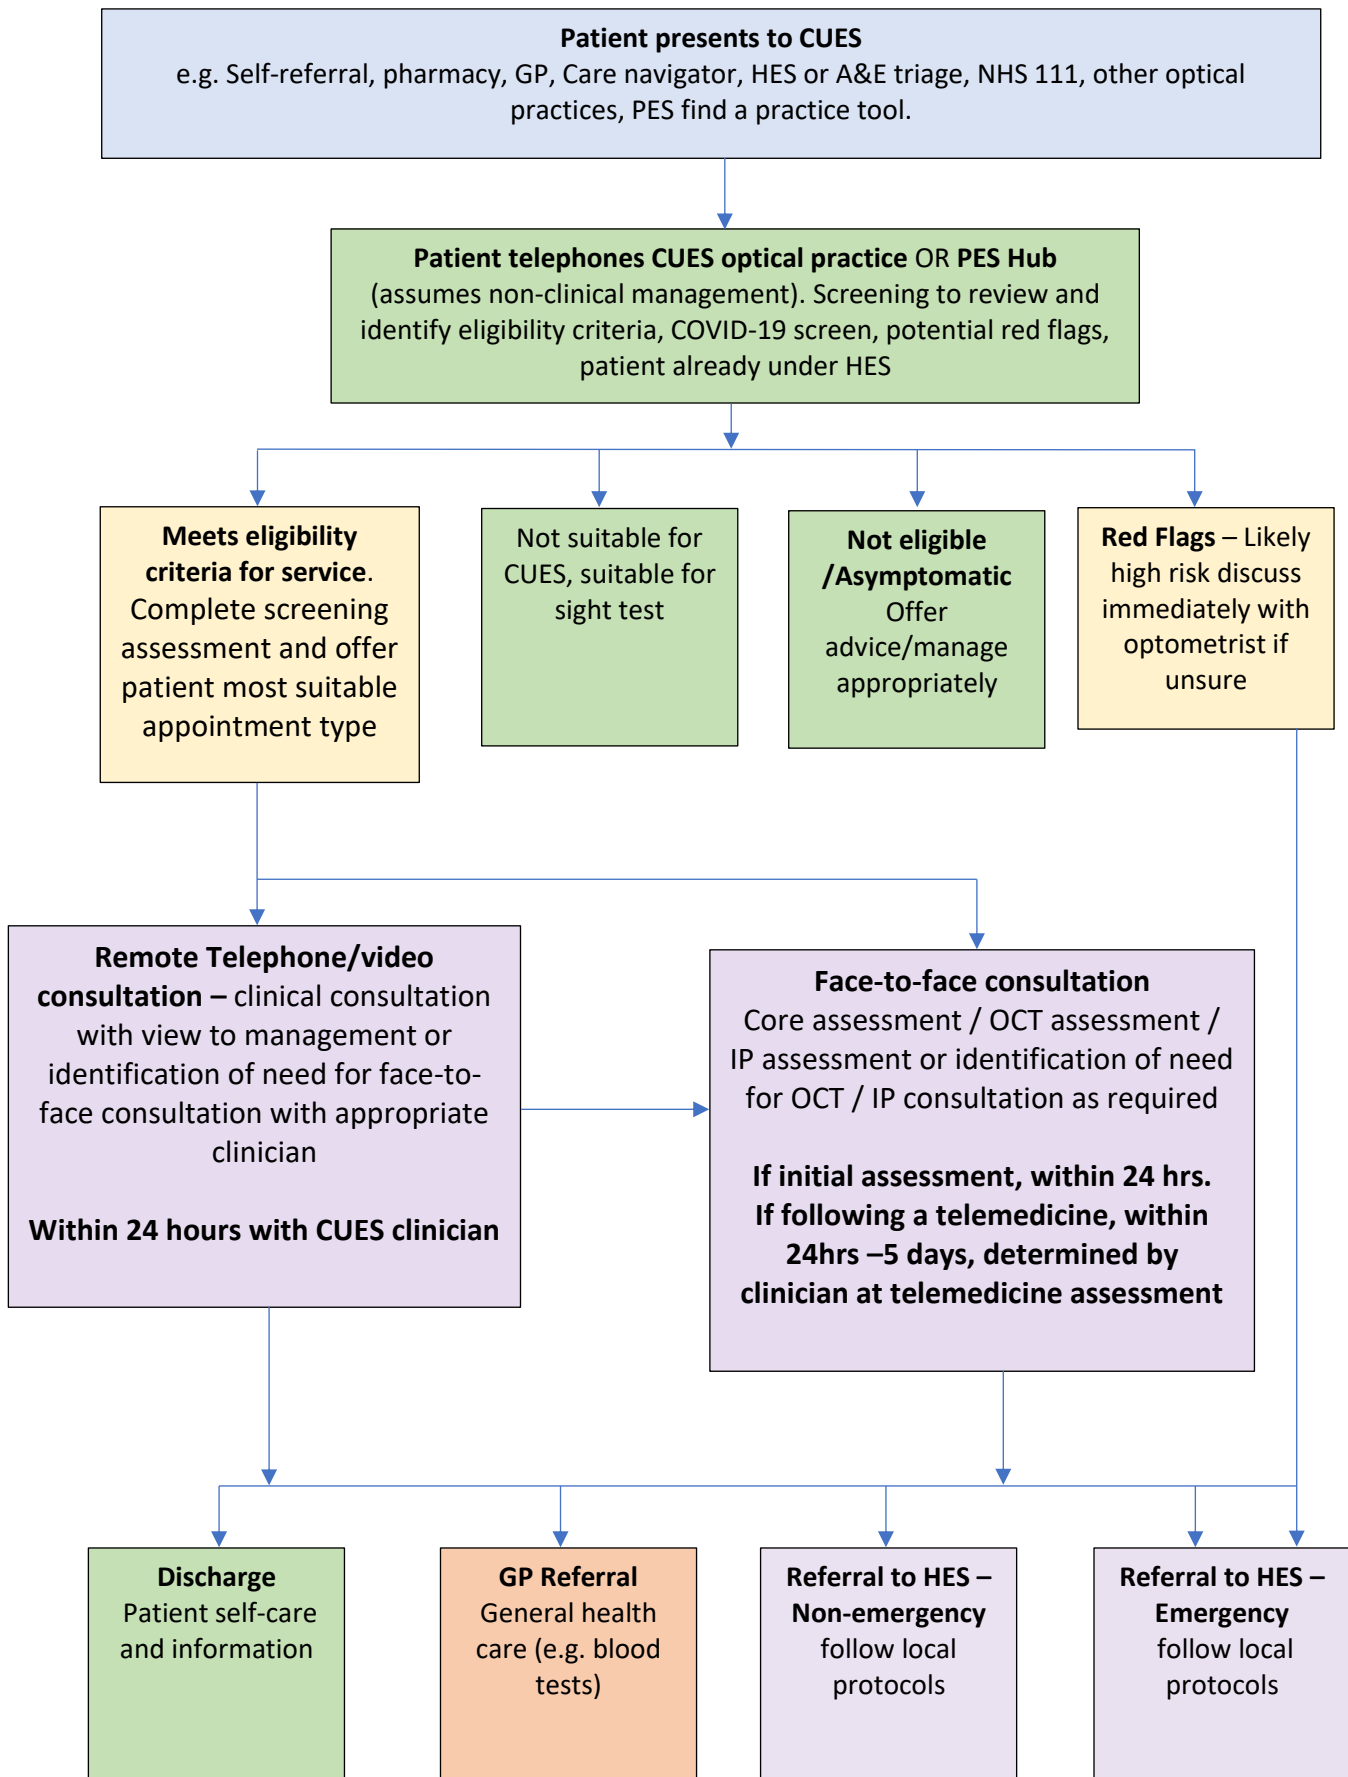 Patient presents to CUES
e.g. Self-referral, pharmacy, GP, Care navigator, HES or A&E triage, NHS 111, other optical
practices, PES find a practice tool.
Patient telephones CUES optical practice OR PES Hub
(assumes non-clinical management). Screening to review and
identify eligibility criteria, COVID-19 screen, potential red flags,
patient already under HES
Meets eligibility
criteria for service.
Complete screening
assessment and offer
patient most suitable
appointment type
Not suitable for
CUES, suitable for
sight test
Not eligible
/Asymptomatic
Offer
advice/manage
appropriately
Red Flags – Likely
high risk discuss
immediately with
optometrist if
unsure
Remote Telephone/video
consultation – clinical consultation
with view to management or
identification of need for face-to-
face consultation with appropriate
clinician
Within 24 hours with CUES clinician
Face-to-face consultation
Core assessment / OCT assessment /
IP assessment or identification of need
for OCT / IP consultation as required
If initial assessment, within 24 hrs.
If following a telemedicine, within
24hrs –5 days, determined by
clinician at telemedicine assessment
Discharge
Patient self-care
and information
GP Referral
General health
care (e.g. blood
tests)
Referral to HES –
Non-emergency
follow local
protocols
Referral to HES –
Emergency
follow local
protocols